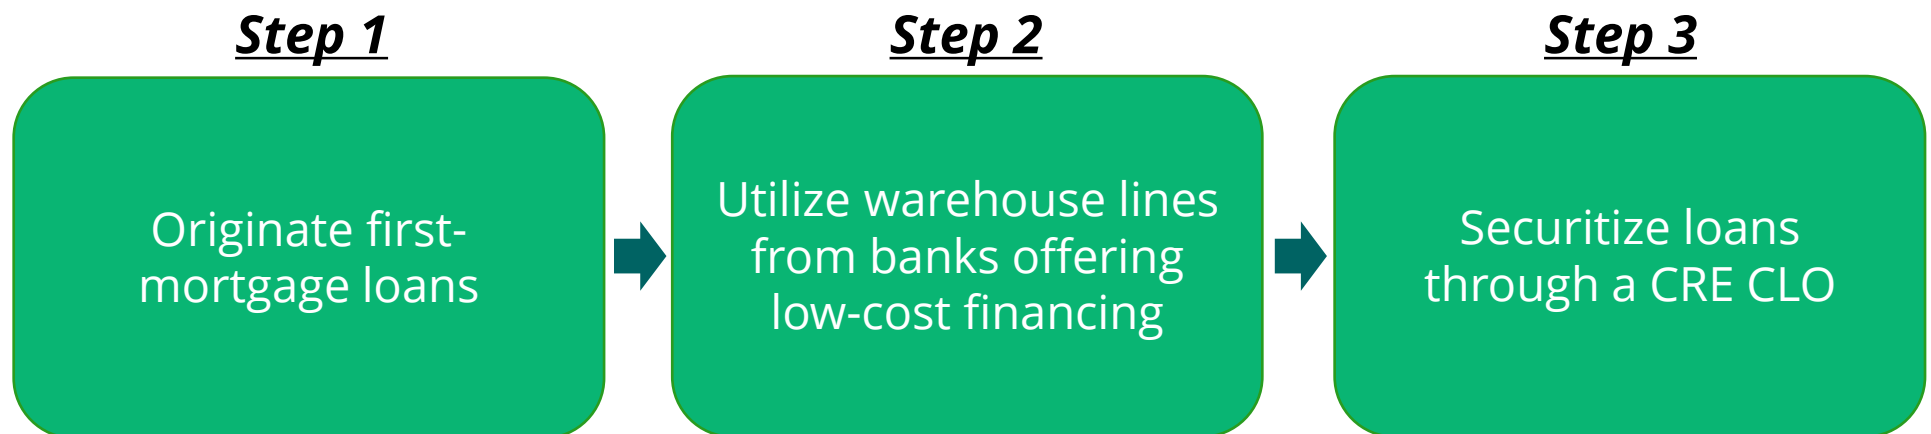 Step 1
Originate first-
mortgage loans
Step 2
Utilize warehouse lines
from banks offering
low-cost financing
Step 3
Securitize loans
through a CRE CLO